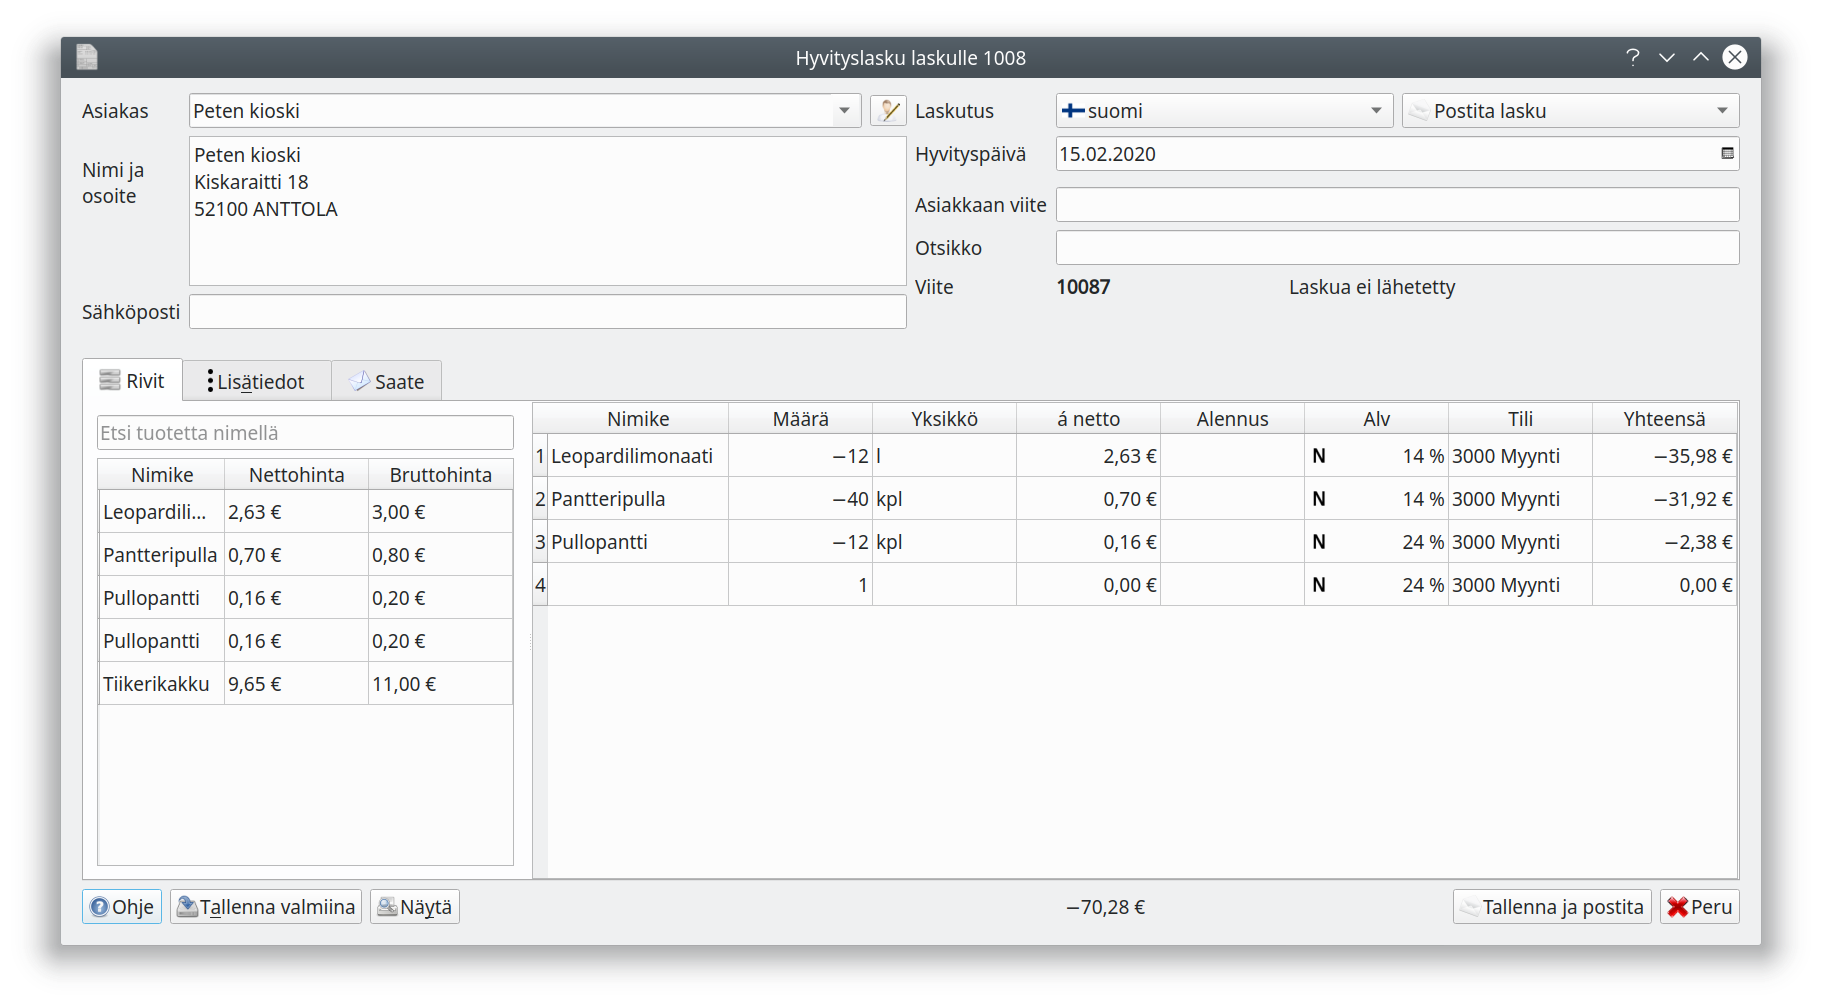 Hyvityslasku laskulle 1008
Asiakas
Peten kioski
Nimi ja
osoite
Peten kioski
Kiskaraitti 18
52100 ANTTOLA
Sähköposti
Laskutus
suomi
Postita lasku
Hyvityspäivä
15.02.2020
Asiakkaan viite
Otsikko
Viite
10087
Laskua ei lähetetty
Rivit
Lisätiedot
Saate
Etsi tuotetta nimellä
Nimike Nettohinta Bruttohinta
Leopardili... 2,63 € 3,00 €
Pantteripulla 0,70 € 0,80 €
Pullopantti 0,16 € 0,20 €
Pullopantti 0,16 € 0,20 €
Tiikerikakku 9,65 € 11,00 €
Nimike Määrä Yksikkö á netto Alennus Alv Tili Yhteensä
1 Leopardilimonaati −12 l 2,63 € N 14 % 3000 Myynti −35,98 €
2 Pantteripulla −40 kpl 0,70 € N 14 % 3000 Myynti −31,92 €
3 Pullopantti −12 kpl 0,16 € N 24 % 3000 Myynti −2,38 €
4 1 0,00 € N 24 % 3000 Myynti 0,00 €
Ohje
Tallenna valmiina
Näytä
−70,28 €
Tallenna ja postita
Peru